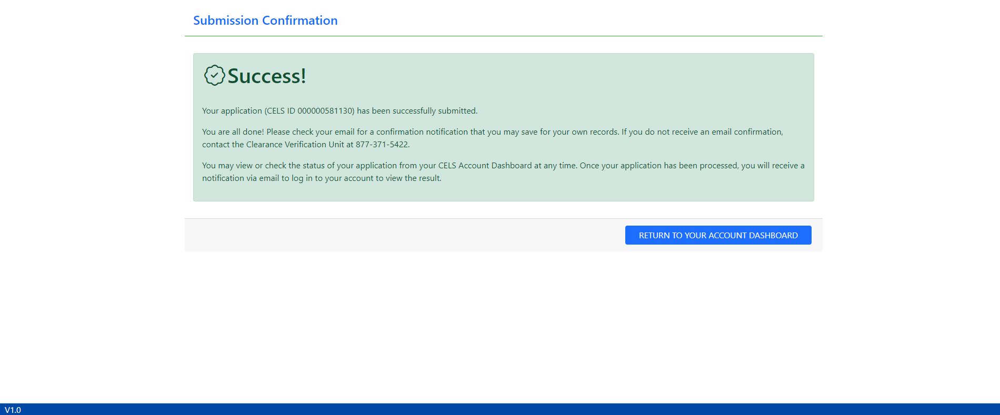 Submission Confirmation
Success!
Your application (CELS ID 000000581130) has been successfully submitted.
You are all done! Please check your email for a confirmation notification that you may save for your own records. If you do not receive an email confirmation,
contact the Clearance Verification Unit at 877-371-5422.
You may view or check the status of your application from your CELS Account Dashboard at any time. Once your application has been processed, you will receive a
notification via email to log in to your account to view the result.
RETURN TO YOUR ACCOUNT DASHBOARD
V1.0